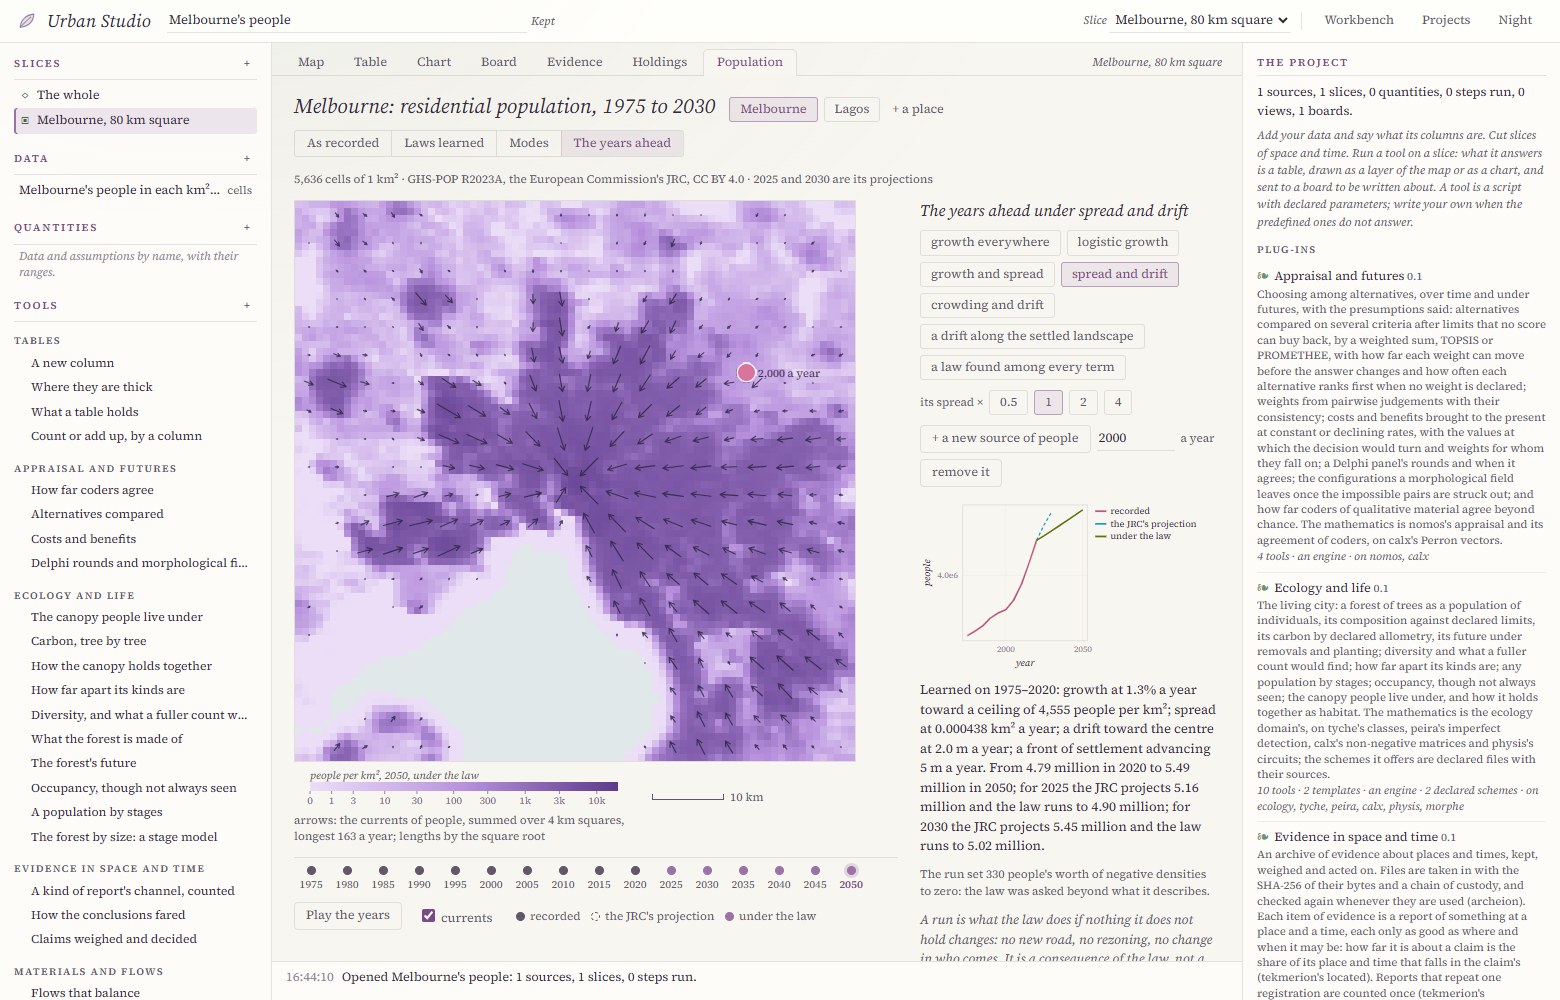 Urban Studio
Melbourne's people
Kept
Slice Melbourne, 80 km square
Workbench
Projects
Night
SLICES +
The whole
Melbourne, 80 km square
DATA +
Melbourne's people in each km²... cells
QUANTITIES +
Data and assumptions by name, with their
ranges.
TOOLS +
TABLES
A new column
Where they are thick
What a table holds
Count or add up, by a column
APPRAISAL AND FUTURES
How far coders agree
Alternatives compared
Costs and benefits
Delphi rounds and morphological fi...
ECOLOGY AND LIFE
The canopy people live under
Carbon, tree by tree
How the canopy holds together
How far apart its kinds are
Diversity, and what a fuller count w...
What the forest is made of
The forest's future
Occupancy, though not always seen
A population by stages
The forest by size: a stage model
EVIDENCE IN SPACE AND TIME
A kind of report's channel, counted
How the conclusions fared
Claims weighed and decided
MATERIALS AND FLOWS
Flows that balance
Map
Table
Chart
Board
Evidence
Holdings
Population
Melbourne, 80 km square
Melbourne: residential population, 1975 to 2030
Melbourne
Lagos
+ a place
As recorded
Laws learned
Modes
The years ahead
5,636 cells of 1 km² · GHS-POP R2023A, the European Commission's JRC, CC BY 4.0 · 2025 and 2030 are its projections
2,000 a year
people per km², 2050, under the law
0 1 3 10 30 100 300 1k 3k 10k
10 km
arrows: the currents of people, summed over 4 km squares,
longest 163 a year; lengths by the square root
1975 1980 1985 1990 1995 2000 2005 2010 2015 2020 2025 2030 2035 2040 2045 2050
Play the years
currents
recorded
the JRC's projection
under the law
The years ahead under spread and drift
growth everywhere
logistic growth
growth and spread
spread and drift
crowding and drift
a drift along the settled landscape
a law found among every term
its spread × 0.5 1 2 4
+ a new source of people 2000 a year
remove it
recorded
the JRC's projection
under the law
people
4.0e6
2000 2050
year
Learned on 1975–2020: growth at 1.3% a year
toward a ceiling of 4,555 people per km²; spread
at 0.000438 km² a year; a drift toward the centre
at 2.0 m a year; a front of settlement advancing
5 m a year. From 4.79 million in 2020 to 5.49
million in 2050; for 2025 the JRC projects 5.16
million and the law runs to 4.90 million; for
2030 the JRC projects 5.45 million and the law
runs to 5.02 million.
The run set 330 people's worth of negative densities
to zero: the law was asked beyond what it describes.
A run is what the law does if nothing it does not
hold changes: no new road, no rezoning, no change
in who comes. It is a consequence of the law, not a
16:44:10 Opened Melbourne's people: 1 sources, 1 slices, 0 steps run.
THE PROJECT
1 sources, 1 slices, 0 quantities, 0 steps run, 0
views, 1 boards.
Add your data and say what its columns are. Cut slices
of space and time. Run a tool on a slice: what it answers
is a table, drawn as a layer of the map or as a chart, and
sent to a board to be written about. A tool is a script
with declared parameters; write your own when the
predefined ones do not answer.
PLUG-INS
Appraisal and futures 0.1
Choosing among alternatives, over time and under
futures, with the presumptions said: alternatives
compared on several criteria after limits that no score
can buy back, by a weighted sum, TOPSIS or
PROMETHEE, with how far each weight can move
before the answer changes and how often each
alternative ranks first when no weight is declared;
weights from pairwise judgements with their
consistency; costs and benefits brought to the present
at constant or declining rates, with the values at
which the decision would turn and weights for whom
they fall on; a Delphi panel's rounds and when it
agrees; the configurations a morphological field
leaves once the impossible pairs are struck out; and
how far coders of qualitative material agree beyond
chance. The mathematics is nomos's appraisal and its
agreement of coders, on calx's Perron vectors.
4 tools · an engine · on nomos, calx
Ecology and life 0.1
The living city: a forest of trees as a population of
individuals, its composition against declared limits,
its carbon by declared allometry, its future under
removals and planting; diversity and what a fuller
count would find; how far apart its kinds are; any
population by stages; occupancy, though not always
seen; the canopy people live under, and how it holds
together as habitat. The mathematics is the ecology
domain's, on tyche's classes, peira's imperfect
detection, calx's non-negative matrices and physis's
circuits; the schemes it offers are declared files with
their sources.
10 tools · 2 templates · an engine · 2 declared schemes · on
ecology, tyche, peira, calx, physis, morphe
Evidence in space and time 0.1
An archive of evidence about places and times, kept,
weighed and acted on. Files are taken in with the
SHA-256 of their bytes and a chain of custody, and
checked again whenever they are used (archeion).
Each item of evidence is a report of something at a
place and a time, each only as good as where and
when it may be: how far it is about a claim is the
share of its place and time that falls in the claim's
(tekmerion's located). Reports that repeat one
registration are counted once (tekmerion's